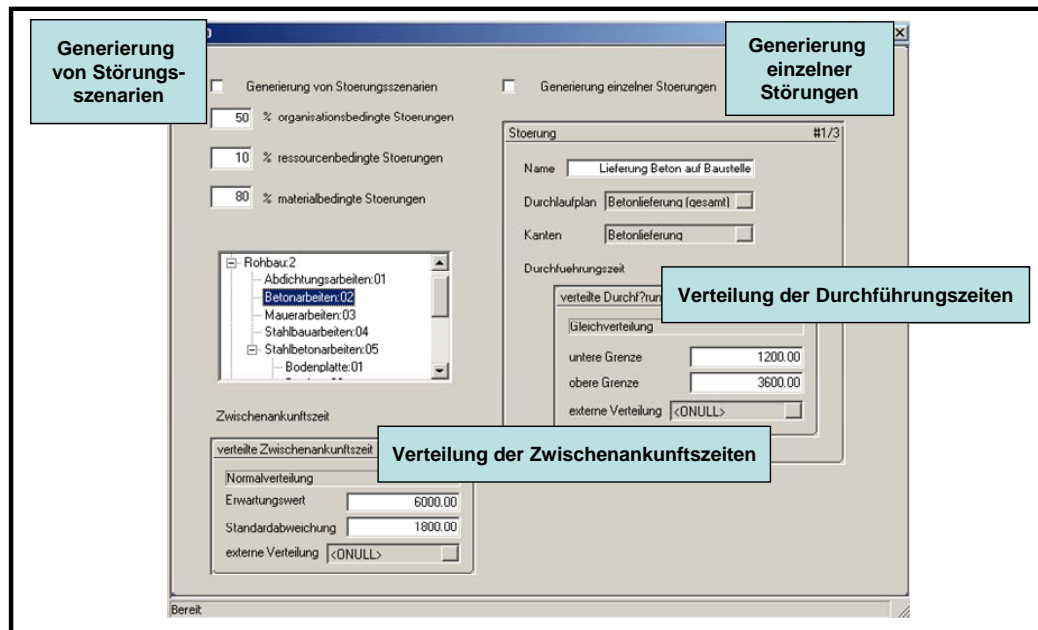 Generierung
von Störungs-
szenarien
Generierung
einzelner
Störungen
Generierung von Stoerungsszenarien
50 % organisationsbedingte Stoerungen
10 % ressourcenbedingte Stoerungen
80 % materialbedingte Stoerungen
Rohbau:2
Abdichtungsarbeiten:01
Betonarbeiten:02
Mauerarbeiten:03
Stahlbauarbeiten:04
Stahlbetonarbeiten:05
Bodenplatte:01
Zwischenankunftszeit
verteilte Zwischenankunftszeit
Verteilung der Zwischenankunftszeiten
Normalverteilung
Erwartungswert 6000.00
Standardabweichung 1800.00
externe Verteilung <ONULL>
Generierung einzelner Stoerungen
Stoerung #1/3
Name Lieferung Beton auf Baustelle
Durchlaufplan Betonlieferung (gesamt)
Kanten Betonlieferung
Durchfuehrungszeit
Verteilung der Durchführungszeiten
verteilte Durchf?run
Gleichverteilung
untere Grenze 1200.00
obere Grenze 3600.00
externe Verteilung <ONULL>
Bereit